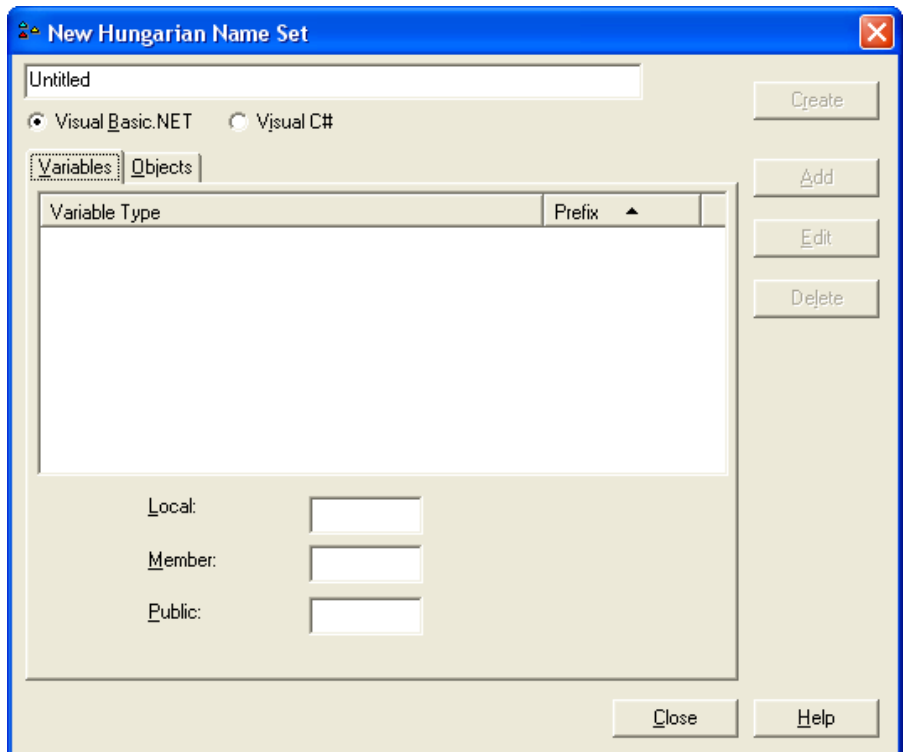 New Hungarian Name Set
Untitled
Create
Visual Basic.NET Visual C#
Variables Objects
Add
Variable Type Prefix
Edit
Delete
Local:
Member:
Public:
Close Help